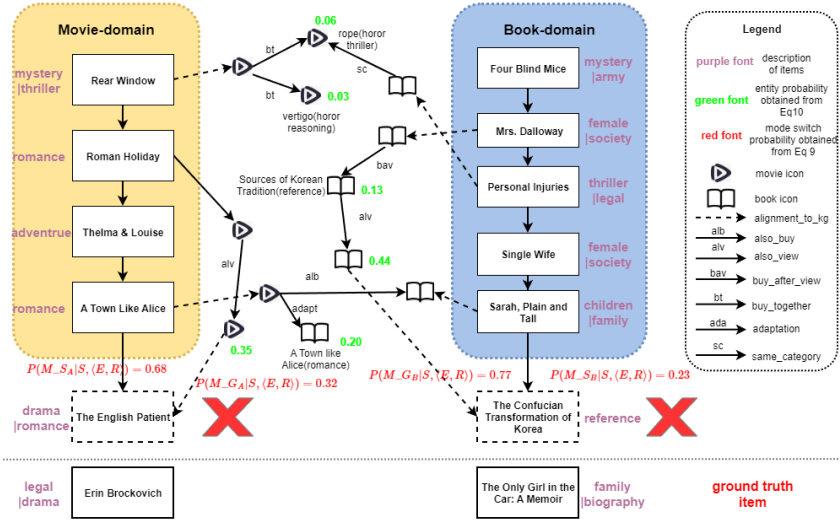 Movie-domain
mystery
|thriller
Rear Window
romance
Roman Holiday
adventrue
Thelma & Louise
romance
A Town Like Alice
P(M_S_A|S,⟨E,R⟩) = 0.68
drama
|romance
The English Patient
legal
|drama
Erin Brockovich
bt
bt
0.06
rope(horor
thriller)
sc
0.03
vertigo(horor
reasoning)
bav
Sources of Korean
Tradition(reference)
0.13
alv
alv
0.44
alb
adapt
0.20
A Town like
Alice(romance)
0.35
P(M_G_A|S,⟨E,R⟩) = 0.32
P(M_G_B|S,⟨E,R⟩) = 0.77
Book-domain
Four Blind Mice
mystery
|army
Mrs. Dalloway
female
|society
Personal Injuries
thriller
|legal
Single Wife
female
|society
Sarah, Plain and
Tall
children
|family
P(M_S_B|S,⟨E,R⟩) = 0.23
The Confucian
Transformation of
Korea
reference
The Only Girl in the
Car: A Memoir
family
|biography
Legend
purple font
description
of items
green font
entity probability
obtained from
Eq10
red font
mode switch
probability obtained
from Eq 9
movie icon
book icon
alignment_to_kg
alb
also_buy
alv
also_view
bav
buy_after_view
bt
buy_together
ada
adaptation
sc
same_category
ground truth
item